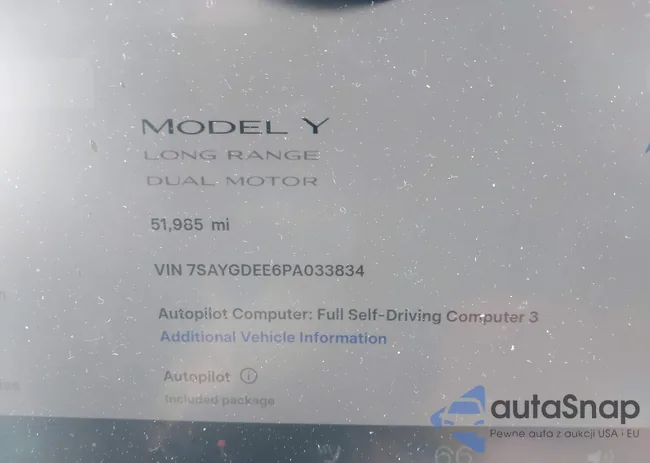 MODEL Y
LONG RANGE
DUAL MOTOR
51,985 mi
VIN 7SAYGDEE6PA033834
Autopilot Computer: Full Self-Driving Computer 3
Additional Vehicle Information
Autopilot
Included package
autaSnap
Pewne auta z aukcji USA i EU
66